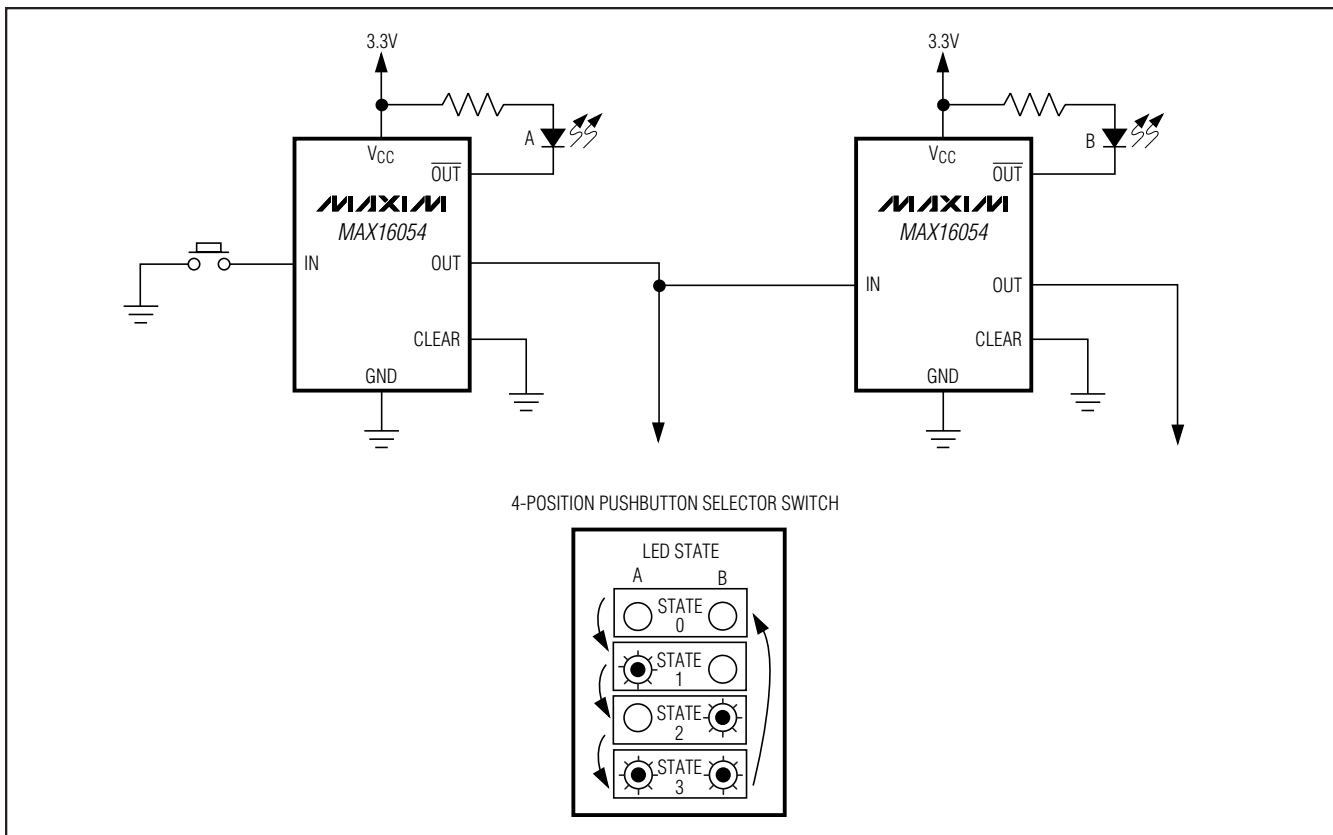 3.3V
3.3V
A
B
VCC
VCC
OUT
OUT
MAXIM
MAX16054
MAXIM
MAX16054
IN
OUT
IN
OUT
CLEAR
CLEAR
GND
GND
4-POSITION PUSHBUTTON SELECTOR SWITCH
LED STATE
A B
STATE
0
STATE
1
STATE
2
STATE
3